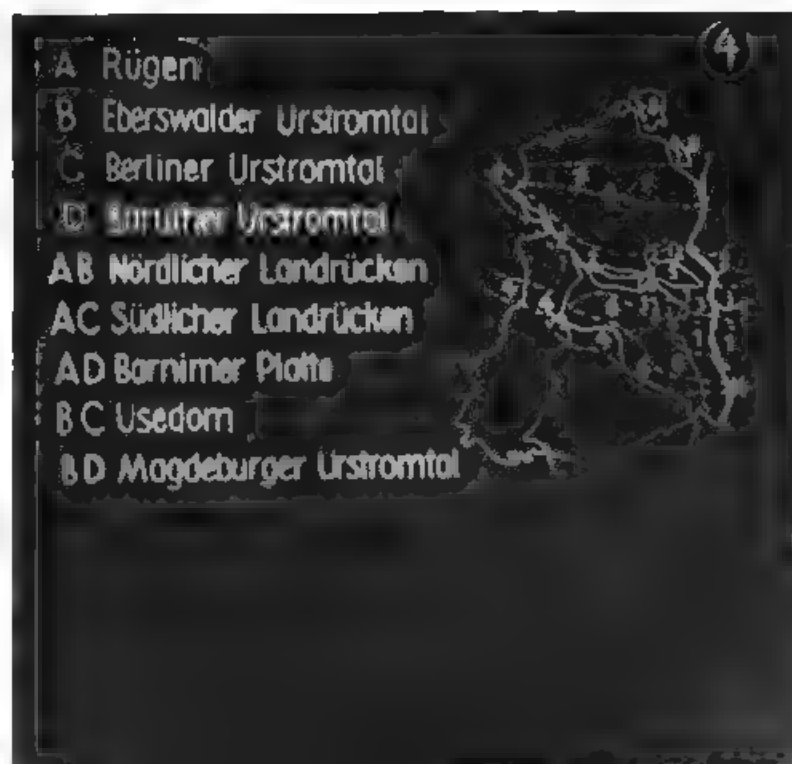 4
A Rügen
B Eberswalder Urstromtal
C Berliner Urstromtal
D Baruther Urstromtal
AB Nördlicher Landrücken
AC Südlicher Landrücken
AD Barnimer Platte
BC Usedom
BD Magdeburger Urstromtal